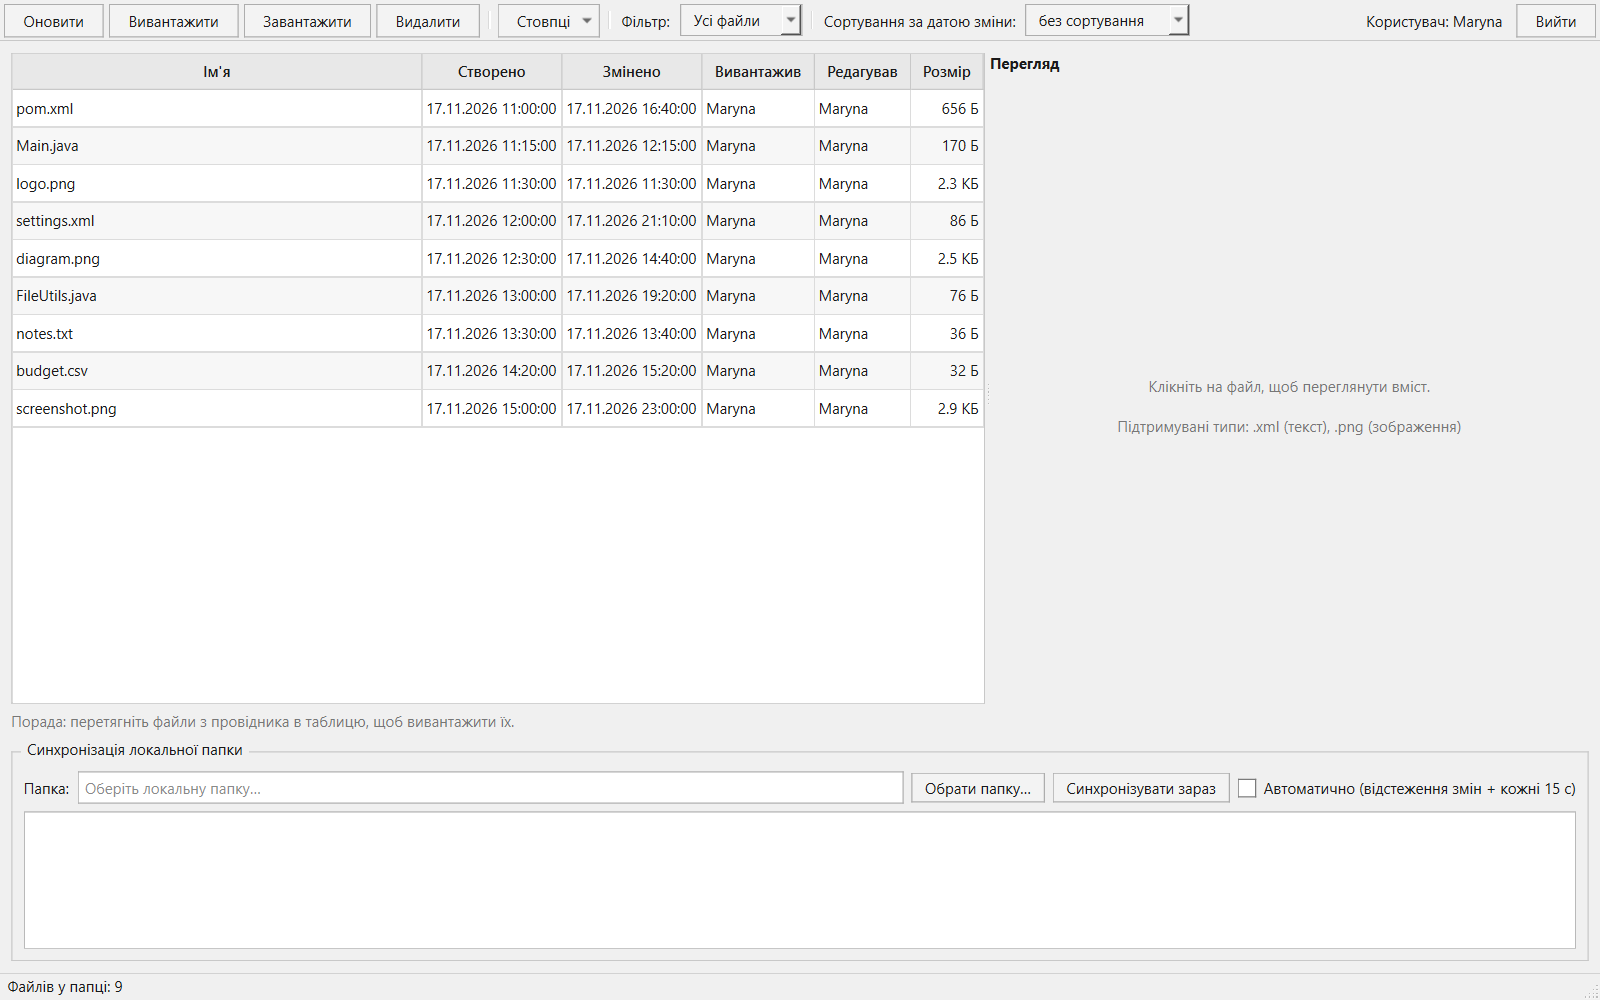 Оновити Вивантажити Завантажити Видалити Стовпці Фільтр: Усі файли Сортування за датою зміни: без сортування Користувач: Maryna Вийти
Ім'я Створено Змінено Вивантажив Редагував Розмір
pom.xml 17.11.2026 11:00:00 17.11.2026 16:40:00 Maryna Maryna 656 Б
Main.java 17.11.2026 11:15:00 17.11.2026 12:15:00 Maryna Maryna 170 Б
logo.png 17.11.2026 11:30:00 17.11.2026 11:30:00 Maryna Maryna 2.3 КБ
settings.xml 17.11.2026 12:00:00 17.11.2026 21:10:00 Maryna Maryna 86 Б
diagram.png 17.11.2026 12:30:00 17.11.2026 14:40:00 Maryna Maryna 2.5 КБ
FileUtils.java 17.11.2026 13:00:00 17.11.2026 19:20:00 Maryna Maryna 76 Б
notes.txt 17.11.2026 13:30:00 17.11.2026 13:40:00 Maryna Maryna 36 Б
budget.csv 17.11.2026 14:20:00 17.11.2026 15:20:00 Maryna Maryna 32 Б
screenshot.png 17.11.2026 15:00:00 17.11.2026 23:00:00 Maryna Maryna 2.9 КБ
Перегляд
Клікніть на файл, щоб переглянути вміст.
Підтримувані типи: .xml (текст), .png (зображення)
Порада: перетягніть файли з провідника в таблицю, щоб вивантажити їх.
Синхронізація локальної папки
Папка: Оберіть локальну папку... Обрати папку... Синхронізувати зараз Автоматично (відстеження змін + кожні 15 с)
Файлів у папці: 9